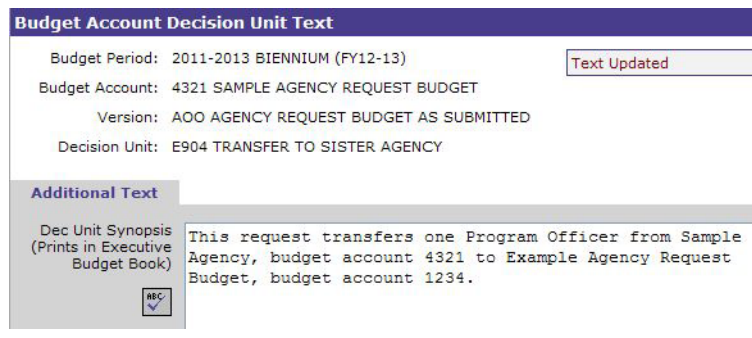 Budget Account Decision Unit Text
Budget Period: 2011-2013 BIENNIUM (FY12-13)
Text Updated
Budget Account: 4321 SAMPLE AGENCY REQUEST BUDGET
Version: AOO AGENCY REQUEST BUDGET AS SUBMITTED
Decision Unit: E904 TRANSFER TO SISTER AGENCY
Additional Text
Dec Unit Synopsis
(Prints in Executive
Budget Book)
ABC
This request transfers one Program Officer from Sample
Agency, budget account 4321 to Example Agency Request
Budget, budget account 1234.